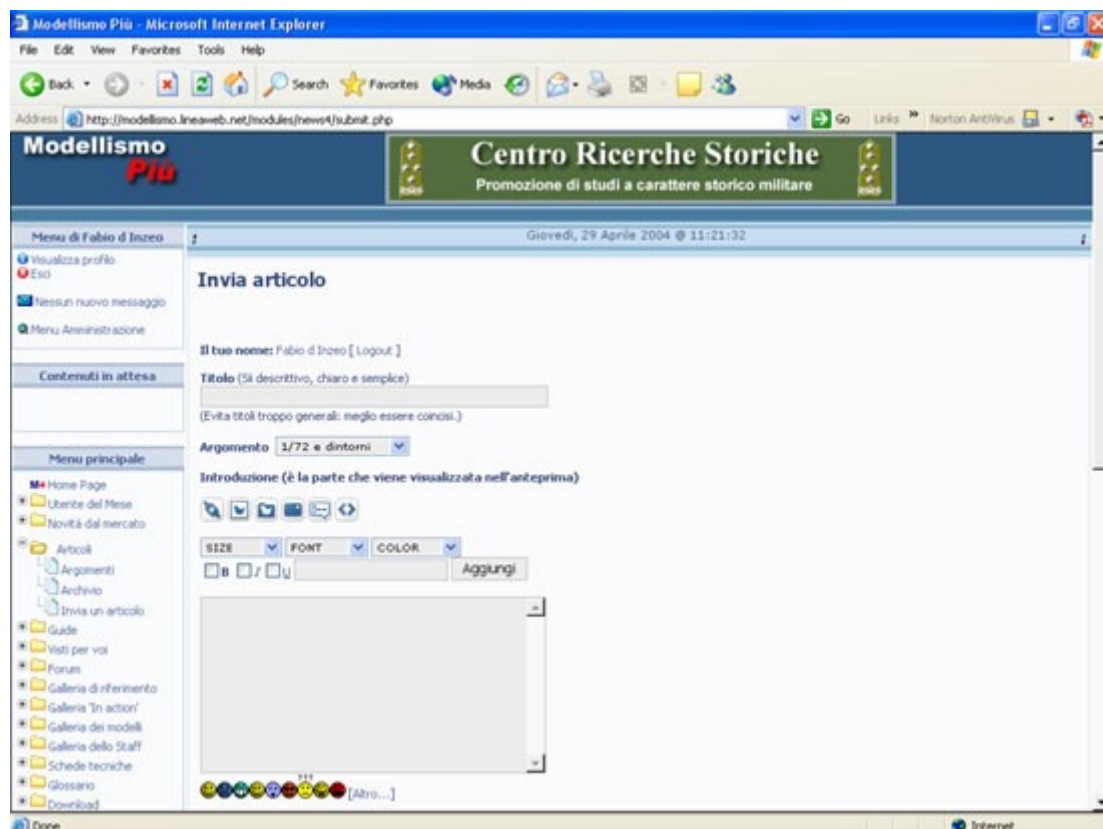 Modellismo Più - Microsoft Internet Explorer
File Edit View Favorites Tools Help
Back Search Favorites Media
Address http://modellismo.lineaweb.net/modules/news4/submit.php Go Links » Norton AntiVirus
Modellismo
Più
Centro Ricerche Storiche
Promozione di studi a carattere storico militare
Menu di Fabio d Inzeo
Giovedì, 29 Aprile 2004 @ 11:21:32
Visualizza profilo
Esci
Nessun nuovo messaggio
Menu Amministrazione
Contenuti in attesa
Menu principale
Home Page
Utente del Mese
Novità dal mercato
Articoli
Argomenti
Archivio
Invia un articolo
Guide
Visti per voi
Forum
Galleria di riferimento
Galleria 'In action'
Galleria dei modelli
Galleria dello Staff
Schede tecniche
Glossario
Download
Invia articolo
Il tuo nome: Fabio d Inzeo [ Logout ]
Titolo (Sii descrittivo, chiaro e semplice)
(Evita titoli troppo generali: meglio essere coincisi.)
Argomento 1/72 e dintorni
Introduzione (è la parte che viene visualizzata nell'anteprima)
SIZE FONT COLOR
B I U Aggiungi
[Altro...]
Done Internet